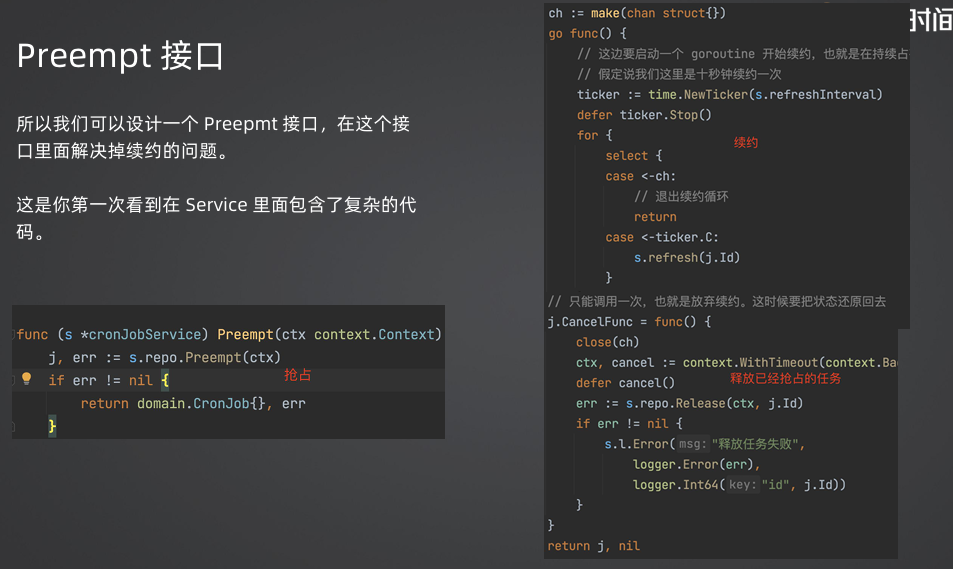 Preempt 接口
所以我们可以设计一个 Preepmt 接口，在这个接
口里面解决掉续约的问题。
这是你第一次看到在 Service 里面包含了复杂的代
码。
func (s *cronJobService) Preempt(ctx context.Context)
j, err := s.repo.Preempt(ctx)
if err != nil {
抢占
return domain.CronJob{}, err
}
时间
ch := make(chan struct{})
go func() {
// 这边要启动一个 goroutine 开始续约，也就是在持续占
// 假定说我们这里是十秒钟续约一次
ticker := time.NewTicker(s.refreshInterval)
defer ticker.Stop()
for {
续约
select {
case <-ch:
// 退出续约循环
return
case <-ticker.C:
s.refresh(j.Id)
}
// 只能调用一次，也就是放弃续约。这时候要把状态还原回去
j.CancelFunc = func() {
close(ch)
ctx, cancel := context.WithTimeout(context.Ba
defer cancel()
释放已经抢占的任务
err := s.repo.Release(ctx, j.Id)
if err != nil {
s.l.Error( msg: "释放任务失败",
logger.Error(err),
logger.Int64( key: "id", j.Id))
}
}
return j, nil